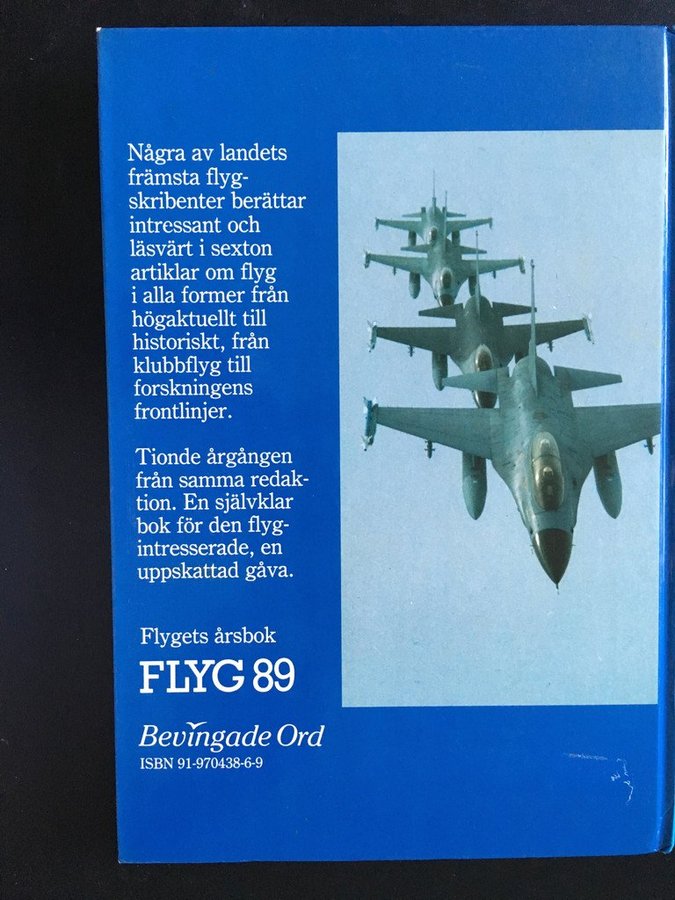 Några av landets
främsta flyg-
skribenter berättar
intressant och
läsvärt i sexton
artiklar om flyg
i alla former från
högaktuellt till
historiskt, från
klubbflyg till
forskningens
frontlinjer.
Tionde årgången
från samma redak-
tion. En självklar
bok för den flyg-
intresserade, en
uppskattad gåva.
Flygets årsbok
FLYG 89
Bevingade Ord
ISBN 91-970438-6-9